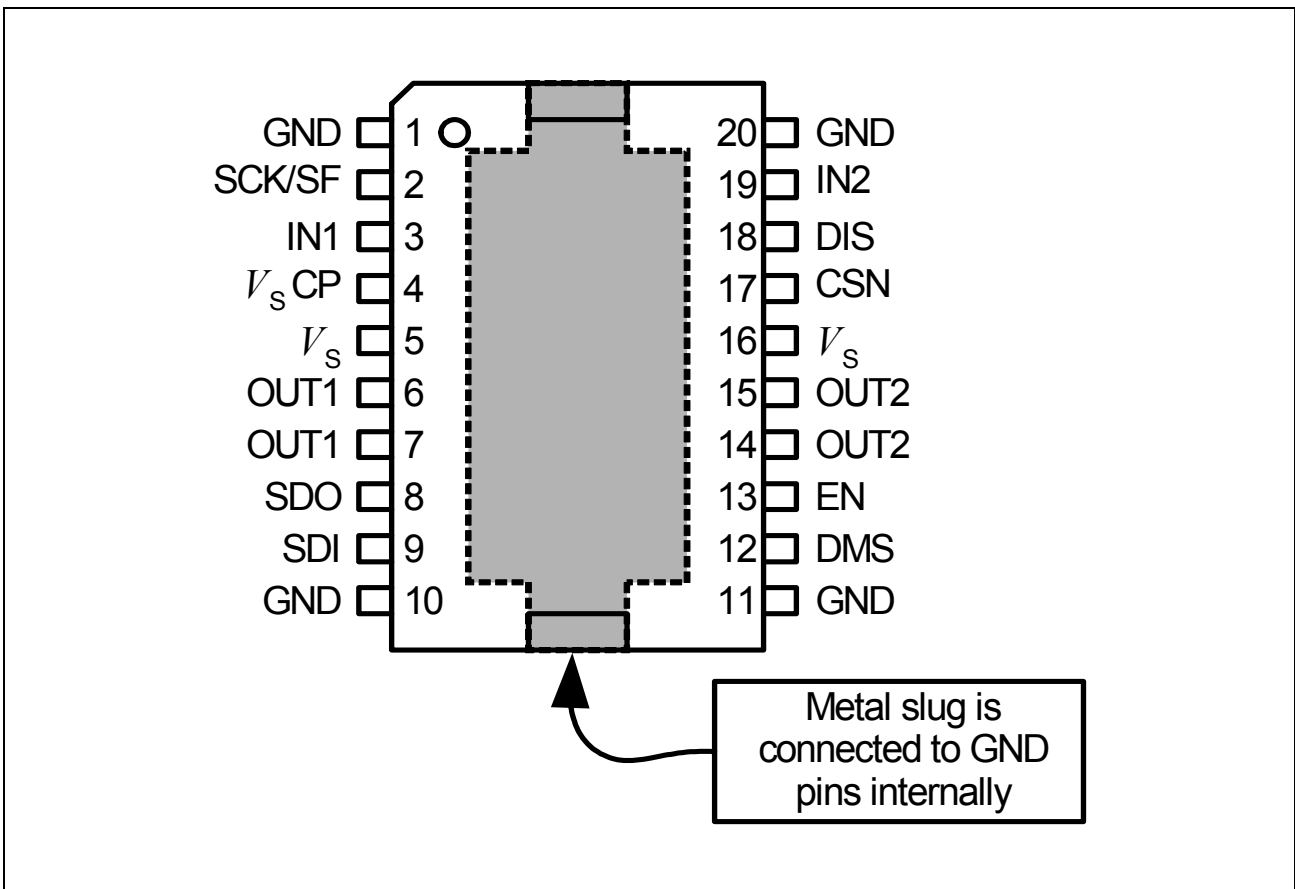 GND 1 20 GND
SCK/SF 2 19 IN2
IN1 3 18 DIS
VS CP 4 17 CSN
VS 5 16 VS
OUT1 6 15 OUT2
OUT1 7 14 OUT2
SDO 8 13 EN
SDI 9 12 DMS
GND 10 11 GND
Metal slug is
connected to GND
pins internally